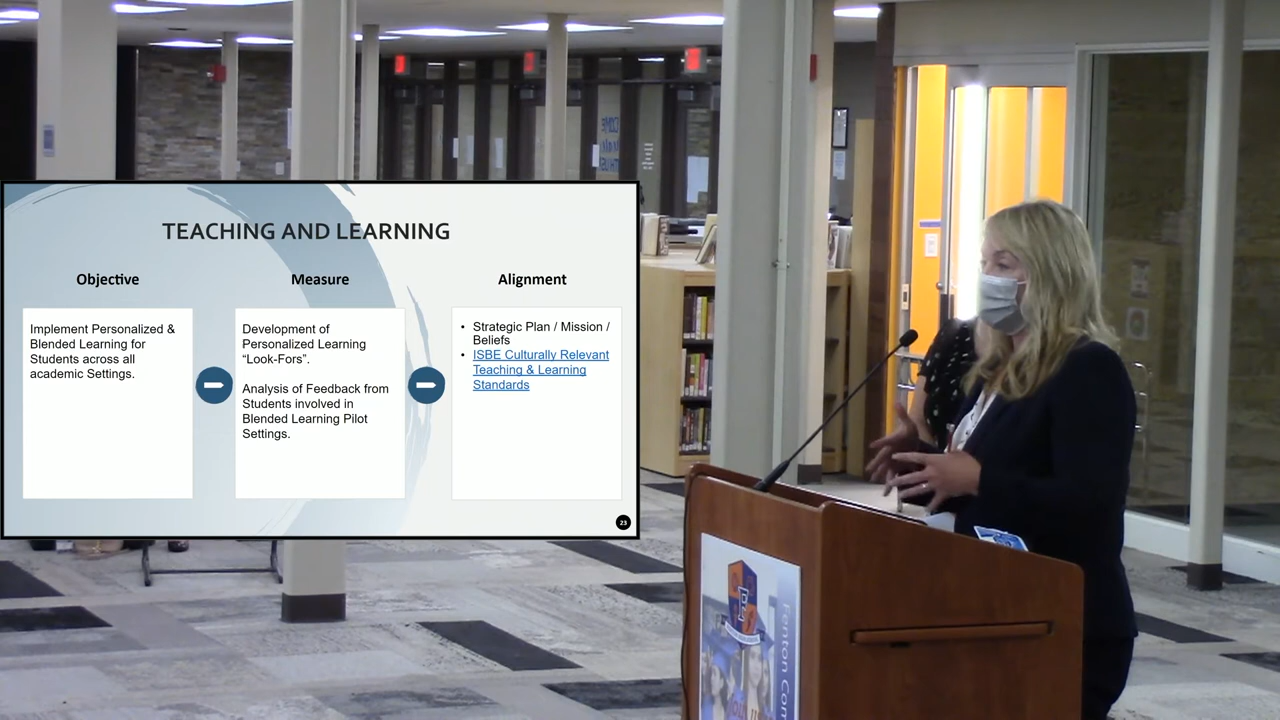 TEACHING AND LEARNING
Objective
Measure
Alignment
Implement Personalized &
Blended Learning for
Students across all
academic Settings.
Development of
Personalized Learning
“Look-Fors”.
Analysis of Feedback from
Students involved in
Blended Learning Pilot
Settings.
• Strategic Plan / Mission /
Beliefs
• ISBE Culturally Relevant
Teaching & Learning
Standards
23
F
Fenton Com